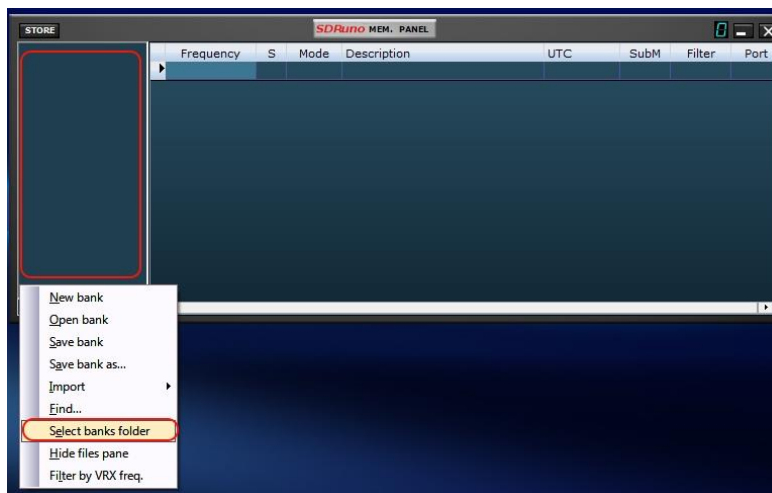 STORE SDRuno MEM. PANEL 0
Frequency S Mode Description UTC SubM Filter Port
New bank
Open bank
Save bank
Save bank as...
Import
Find...
Select banks folder
Hide files pane
Filter by VRX freq.